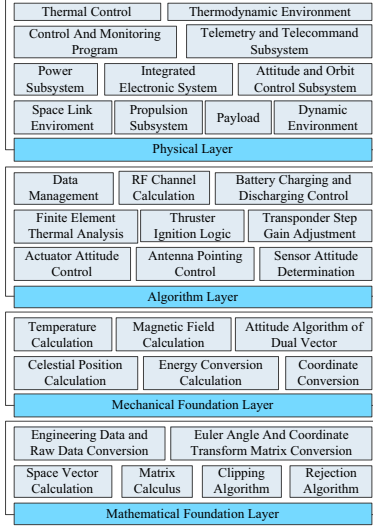 Thermal Control
Thermodynamic Environment
Control And Monitoring
Program
Telemetry and Telecommand
Subsystem
Power
Subsystem
Integrated
Electronic System
Attitude and Orbit
Control Subsystem
Space Link
Enviroment
Propulsion
Subsystem
Payload
Dynamic
Environment
Physical Layer
Data
Management
RF Channel
Calculation
Battery Charging and
Discharging Control
Finite Element
Thermal Analysis
Thruster
Ignition Logic
Transponder Step
Gain Adjustment
Actuator Attitude
Control
Antenna Pointing
Control
Sensor Attitude
Determination
Algorithm Layer
Temperature
Calculation
Magnetic Field
Calculation
Attitude Algorithm of
Dual Vector
Celestial Position
Calculation
Energy Conversion
Calculation
Coordinate
Conversion
Mechanical Foundation Layer
Engineering Data and
Raw Data Conversion
Euler Angle And Coordinate
Transform Matrix Conversion
Space Vector
Calculation
Matrix
Calculus
Clipping
Algorithm
Rejection
Algorithm
Mathematical Foundation Layer